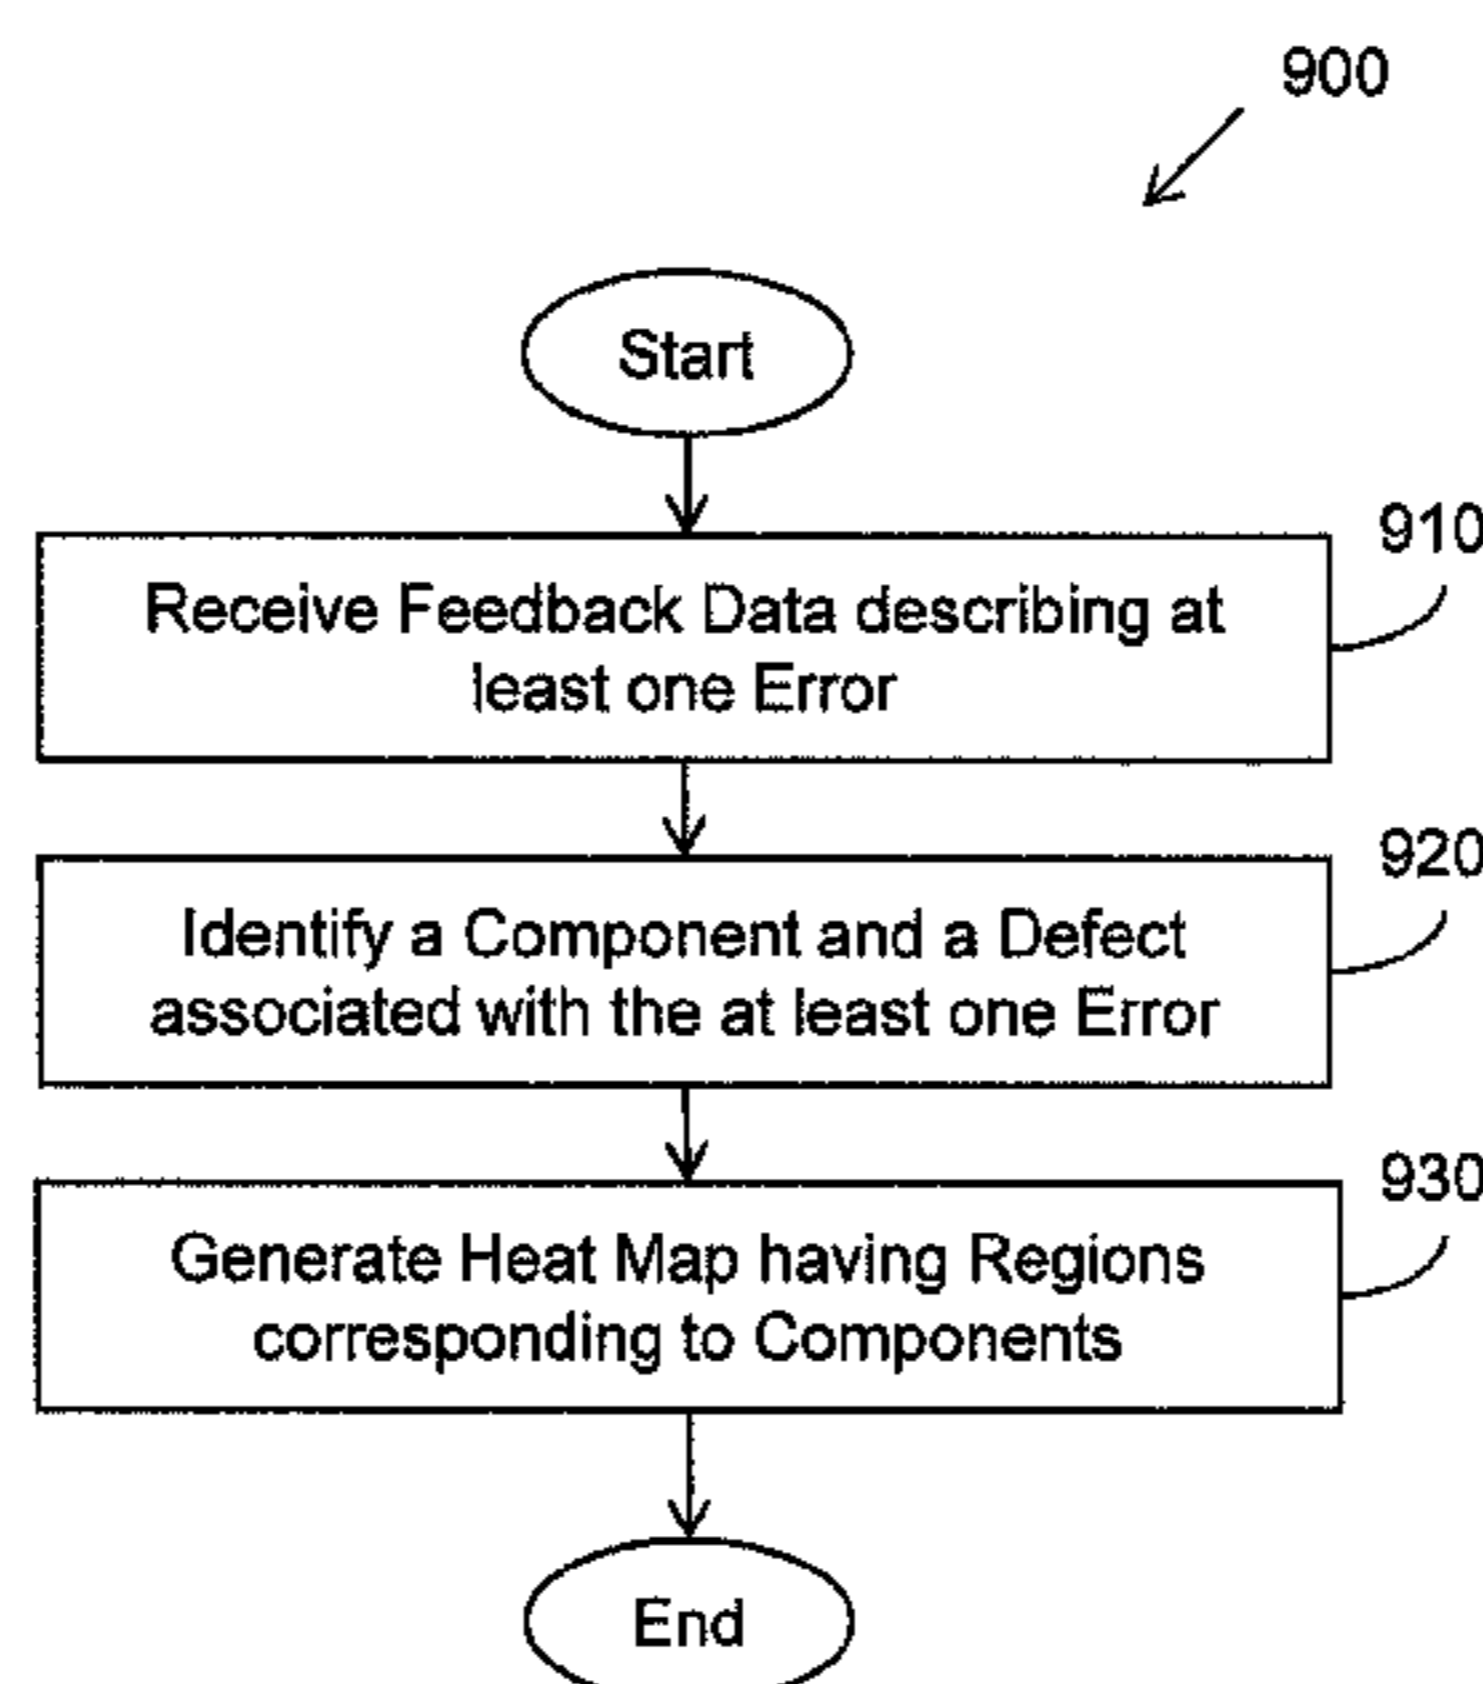 900
Start
910
Receive Feedback Data describing at
least one Error
920
Identify a Component and a Defect
associated with the at least one Error
930
Generate Heat Map having Regions
corresponding to Components
End